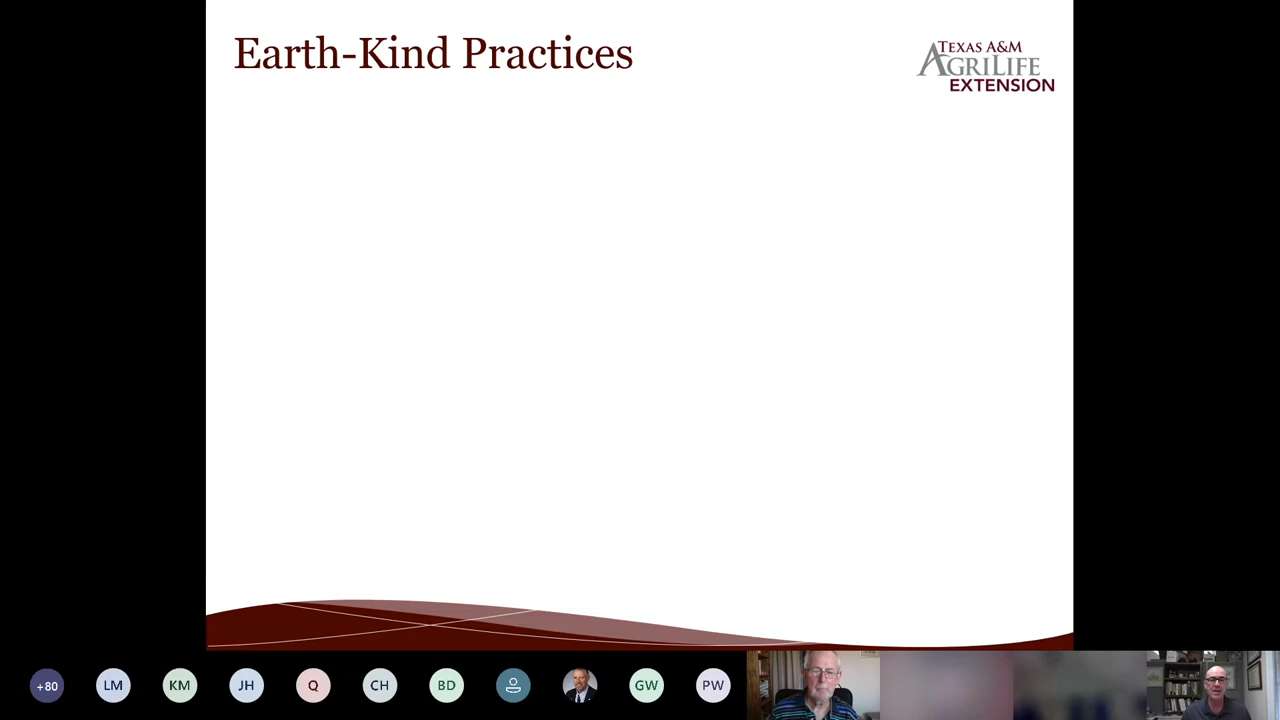 Earth-Kind Practices
TEXAS A&M
AGRILIFE
EXTENSION
+80
LM
KM
JH
Q
CH
BD
GW
PW